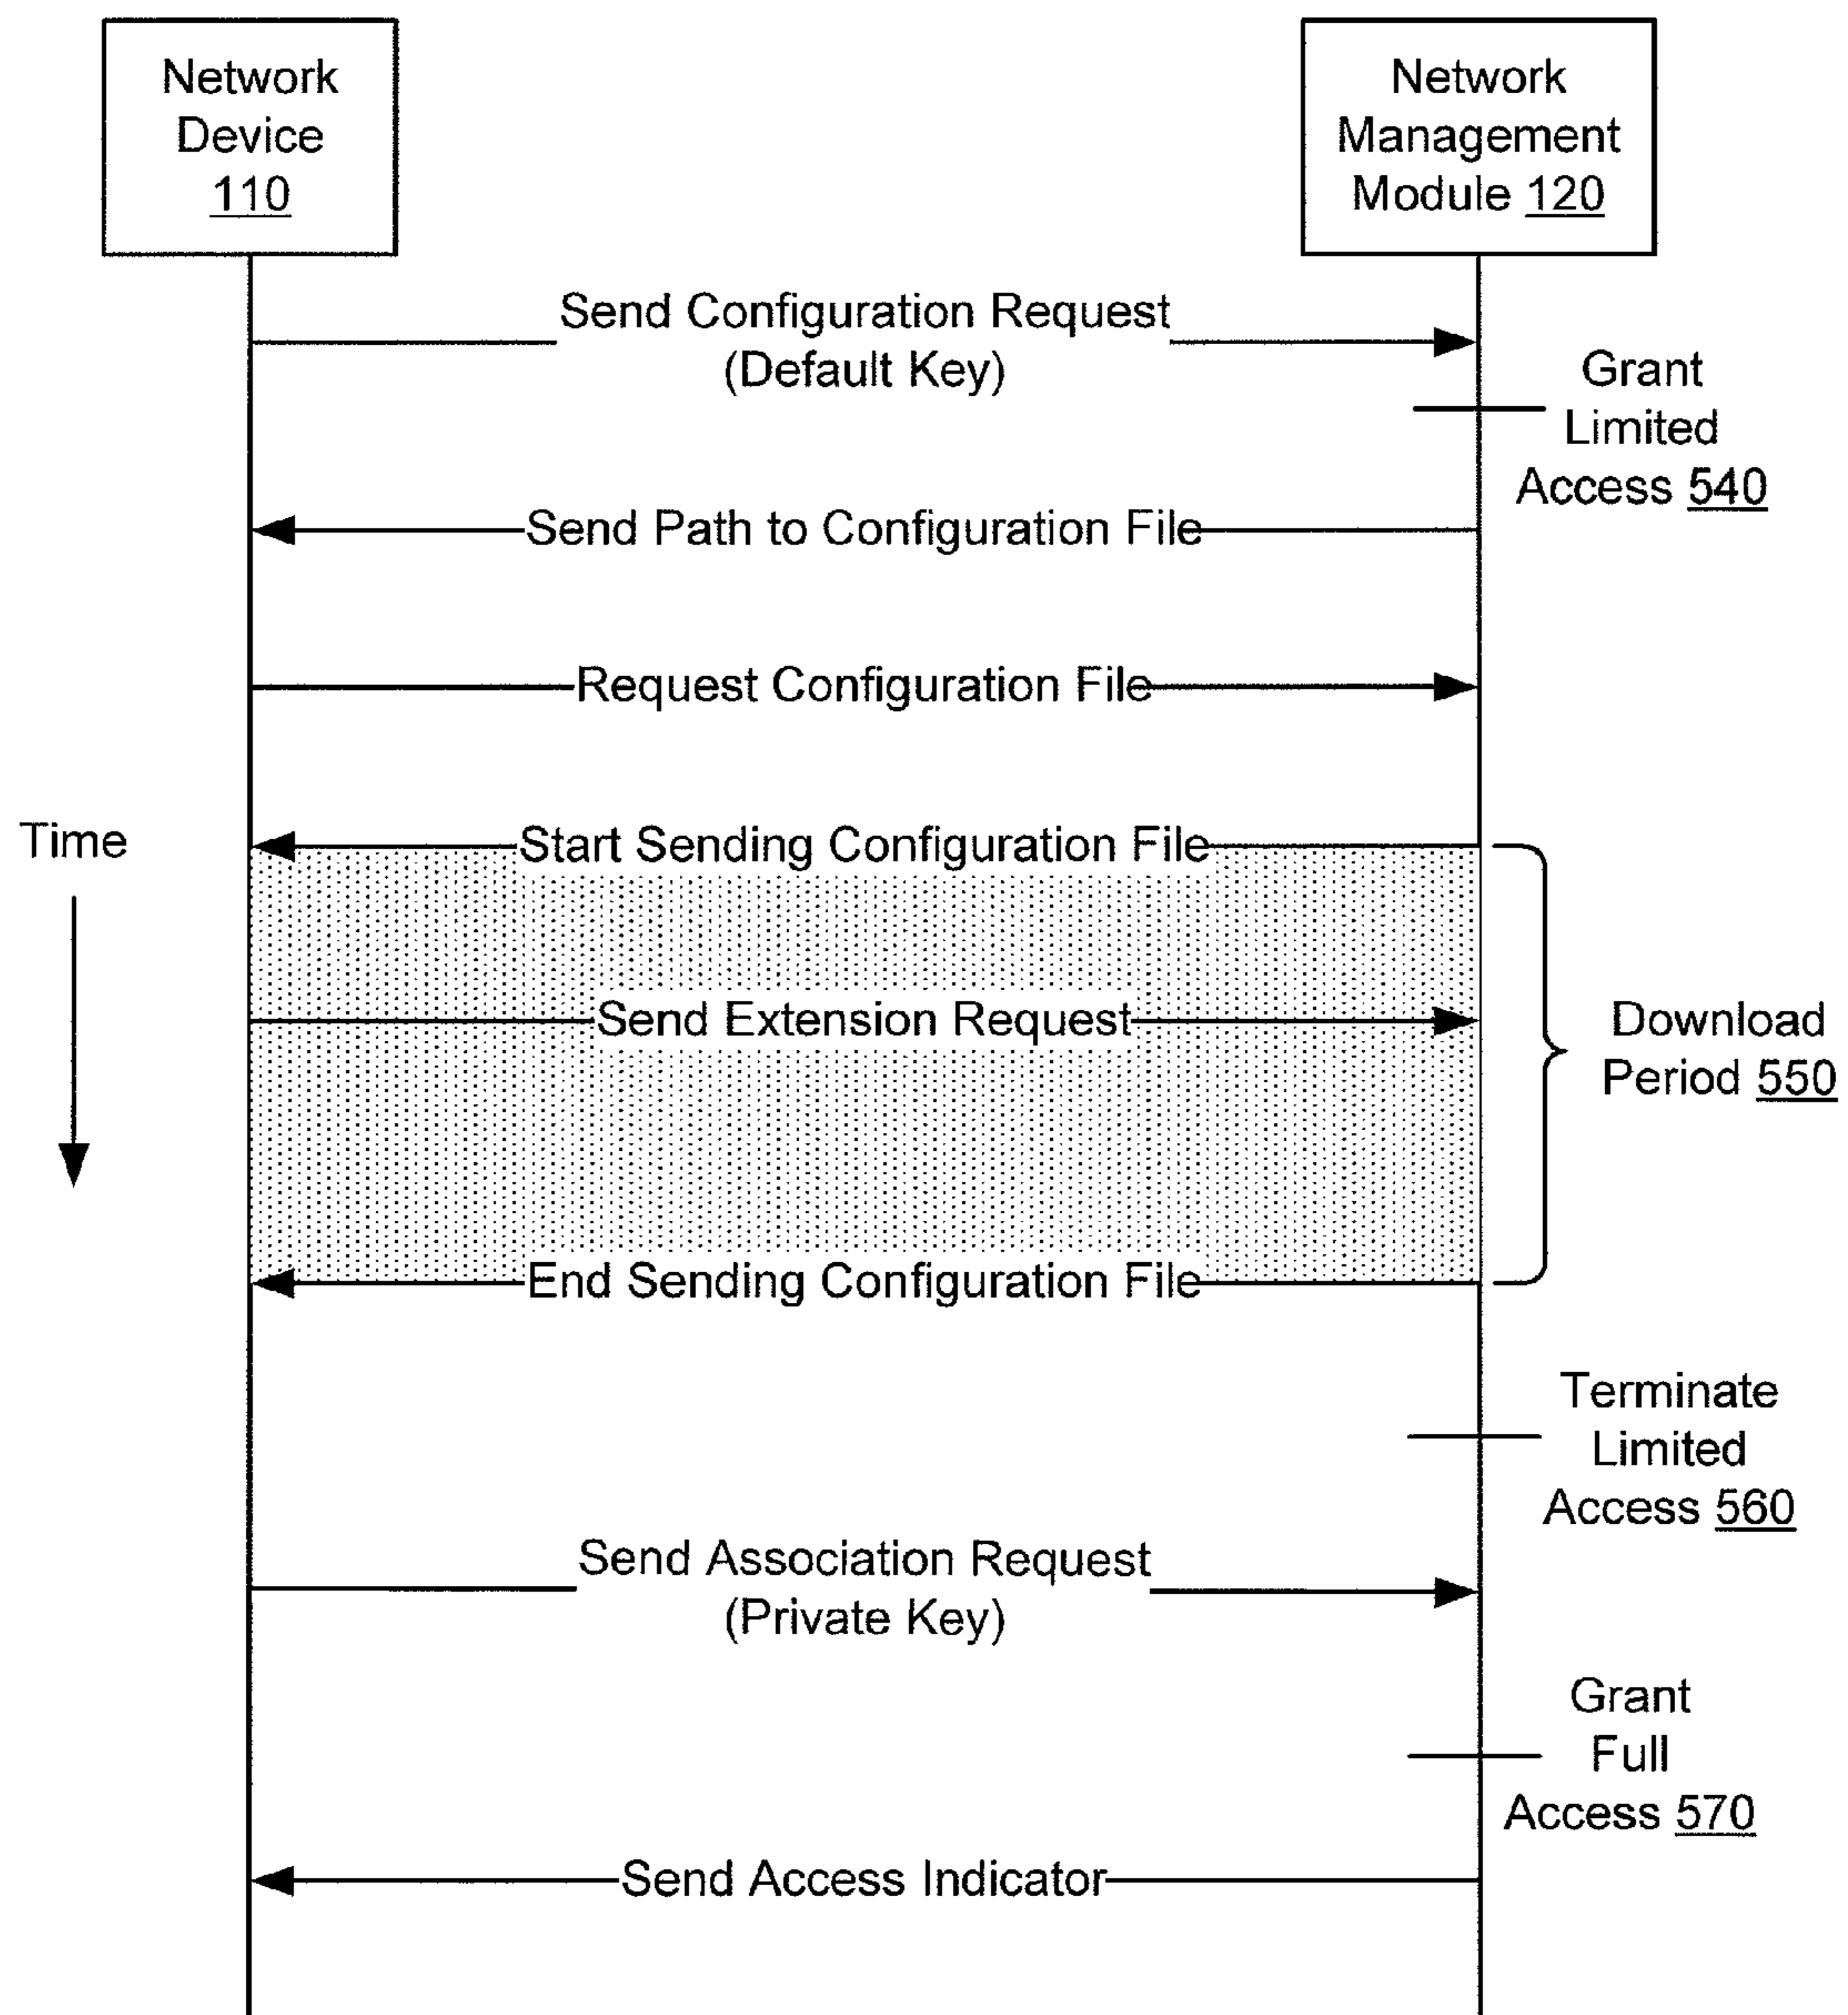 Network
Device
110
Network
Management
Module 120
Send Configuration Request
(Default Key)
Grant
Limited
Access 540
Send Path to Configuration File
Request Configuration File
Time
Start Sending Configuration File
Send Extension Request
Download
Period 550
End Sending Configuration File
Terminate
Limited
Access 560
Send Association Request
(Private Key)
Grant
Full
Access 570
Send Access Indicator